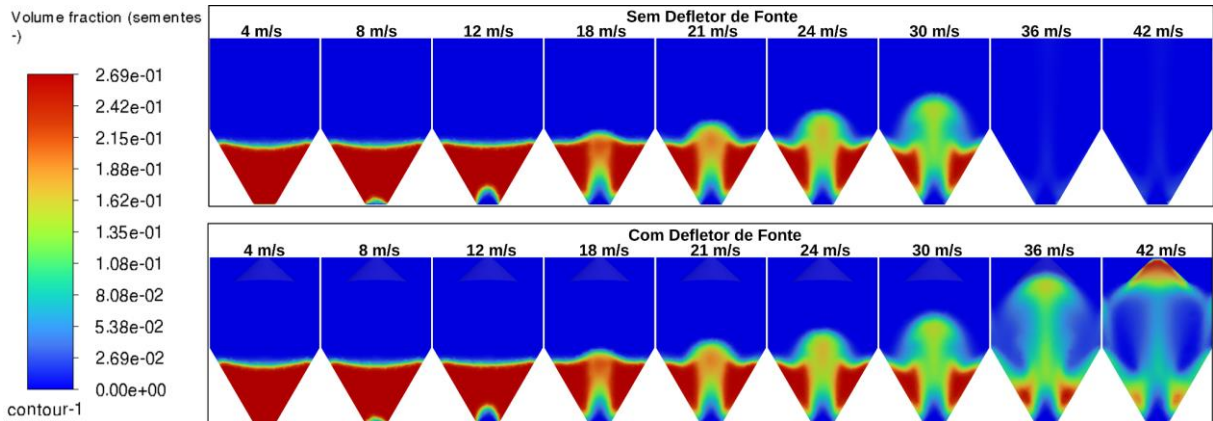 Volume fraction (sementes
-)
2.69e-01
2.42e-01
2.15e-01
1.88e-01
1.62e-01
1.35e-01
1.08e-01
8.08e-02
5.38e-02
2.69e-02
0.00e+00
contour-1
Sem Defletor de Fonte
4 m/s 8 m/s 12 m/s 18 m/s 21 m/s 24 m/s 30 m/s 36 m/s 42 m/s
Com Defletor de Fonte
4 m/s 8 m/s 12 m/s 18 m/s 21 m/s 24 m/s 30 m/s 36 m/s 42 m/s